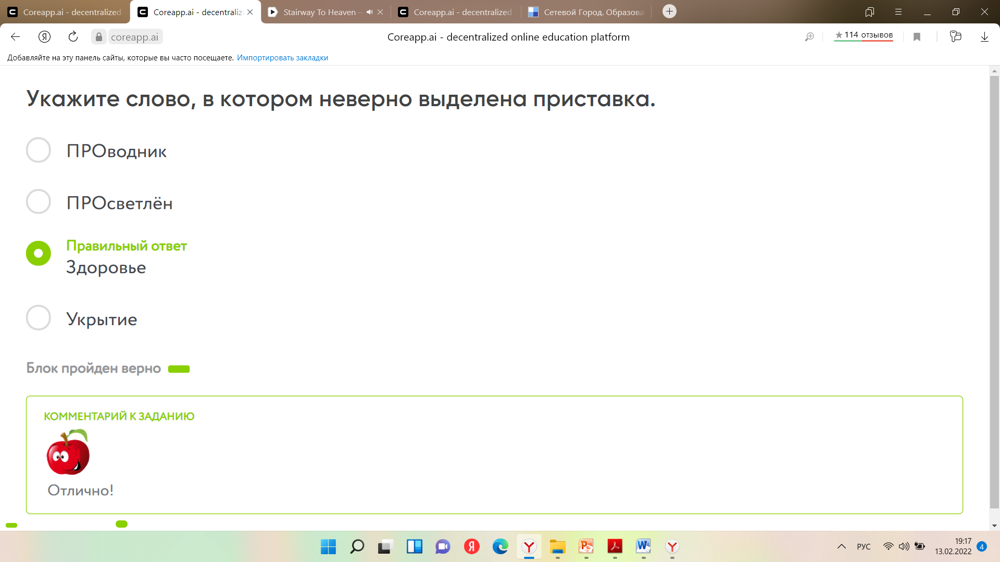 Coreapp.ai - decentralized
Coreapp.ai - decentraliz
Stairway To Heaven –
Coreapp.ai - decentralized
Сетевой Город. Образова
coreapp.ai
Coreapp.ai - decentralized online education platform
★ 114 отзывов
Добавляйте на эту панель сайты, которые вы часто посещаете. Импортировать закладки
Укажите слово, в котором неверно выделена приставка.
ПРОводник
ПРОсветлён
Правильный ответ
Здоровье
Укрытие
Блок пройден верно
КОММЕНТАРИЙ К ЗАДАНИЮ
Отлично!
РУС
19:17
13.02.2022
4